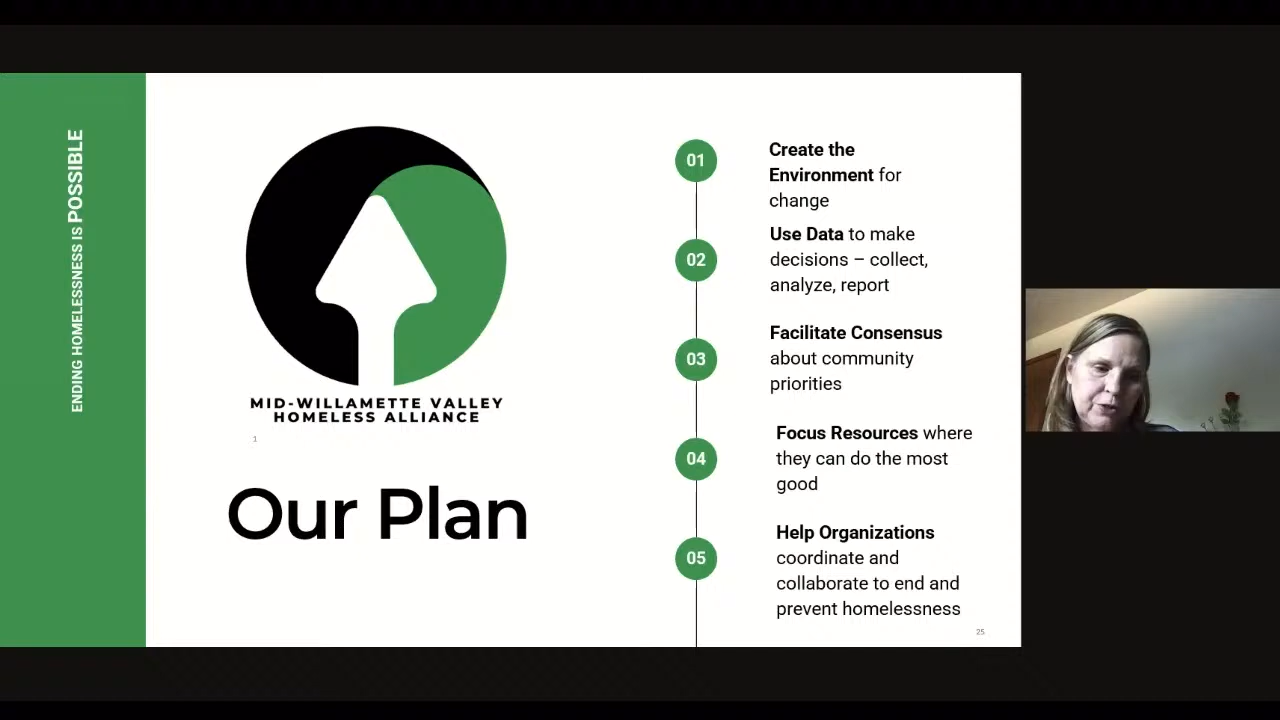 ENDING HOMELESSNESS IS POSSIBLE
MID-WILLAMETTE VALLEY
HOMELESS ALLIANCE
1
Our Plan
01
Create the
Environment for
change
02
Use Data to make
decisions – collect,
analyze, report
03
Facilitate Consensus
about community
priorities
04
Focus Resources where
they can do the most
good
05
Help Organizations
coordinate and
collaborate to end and
prevent homelessness
25